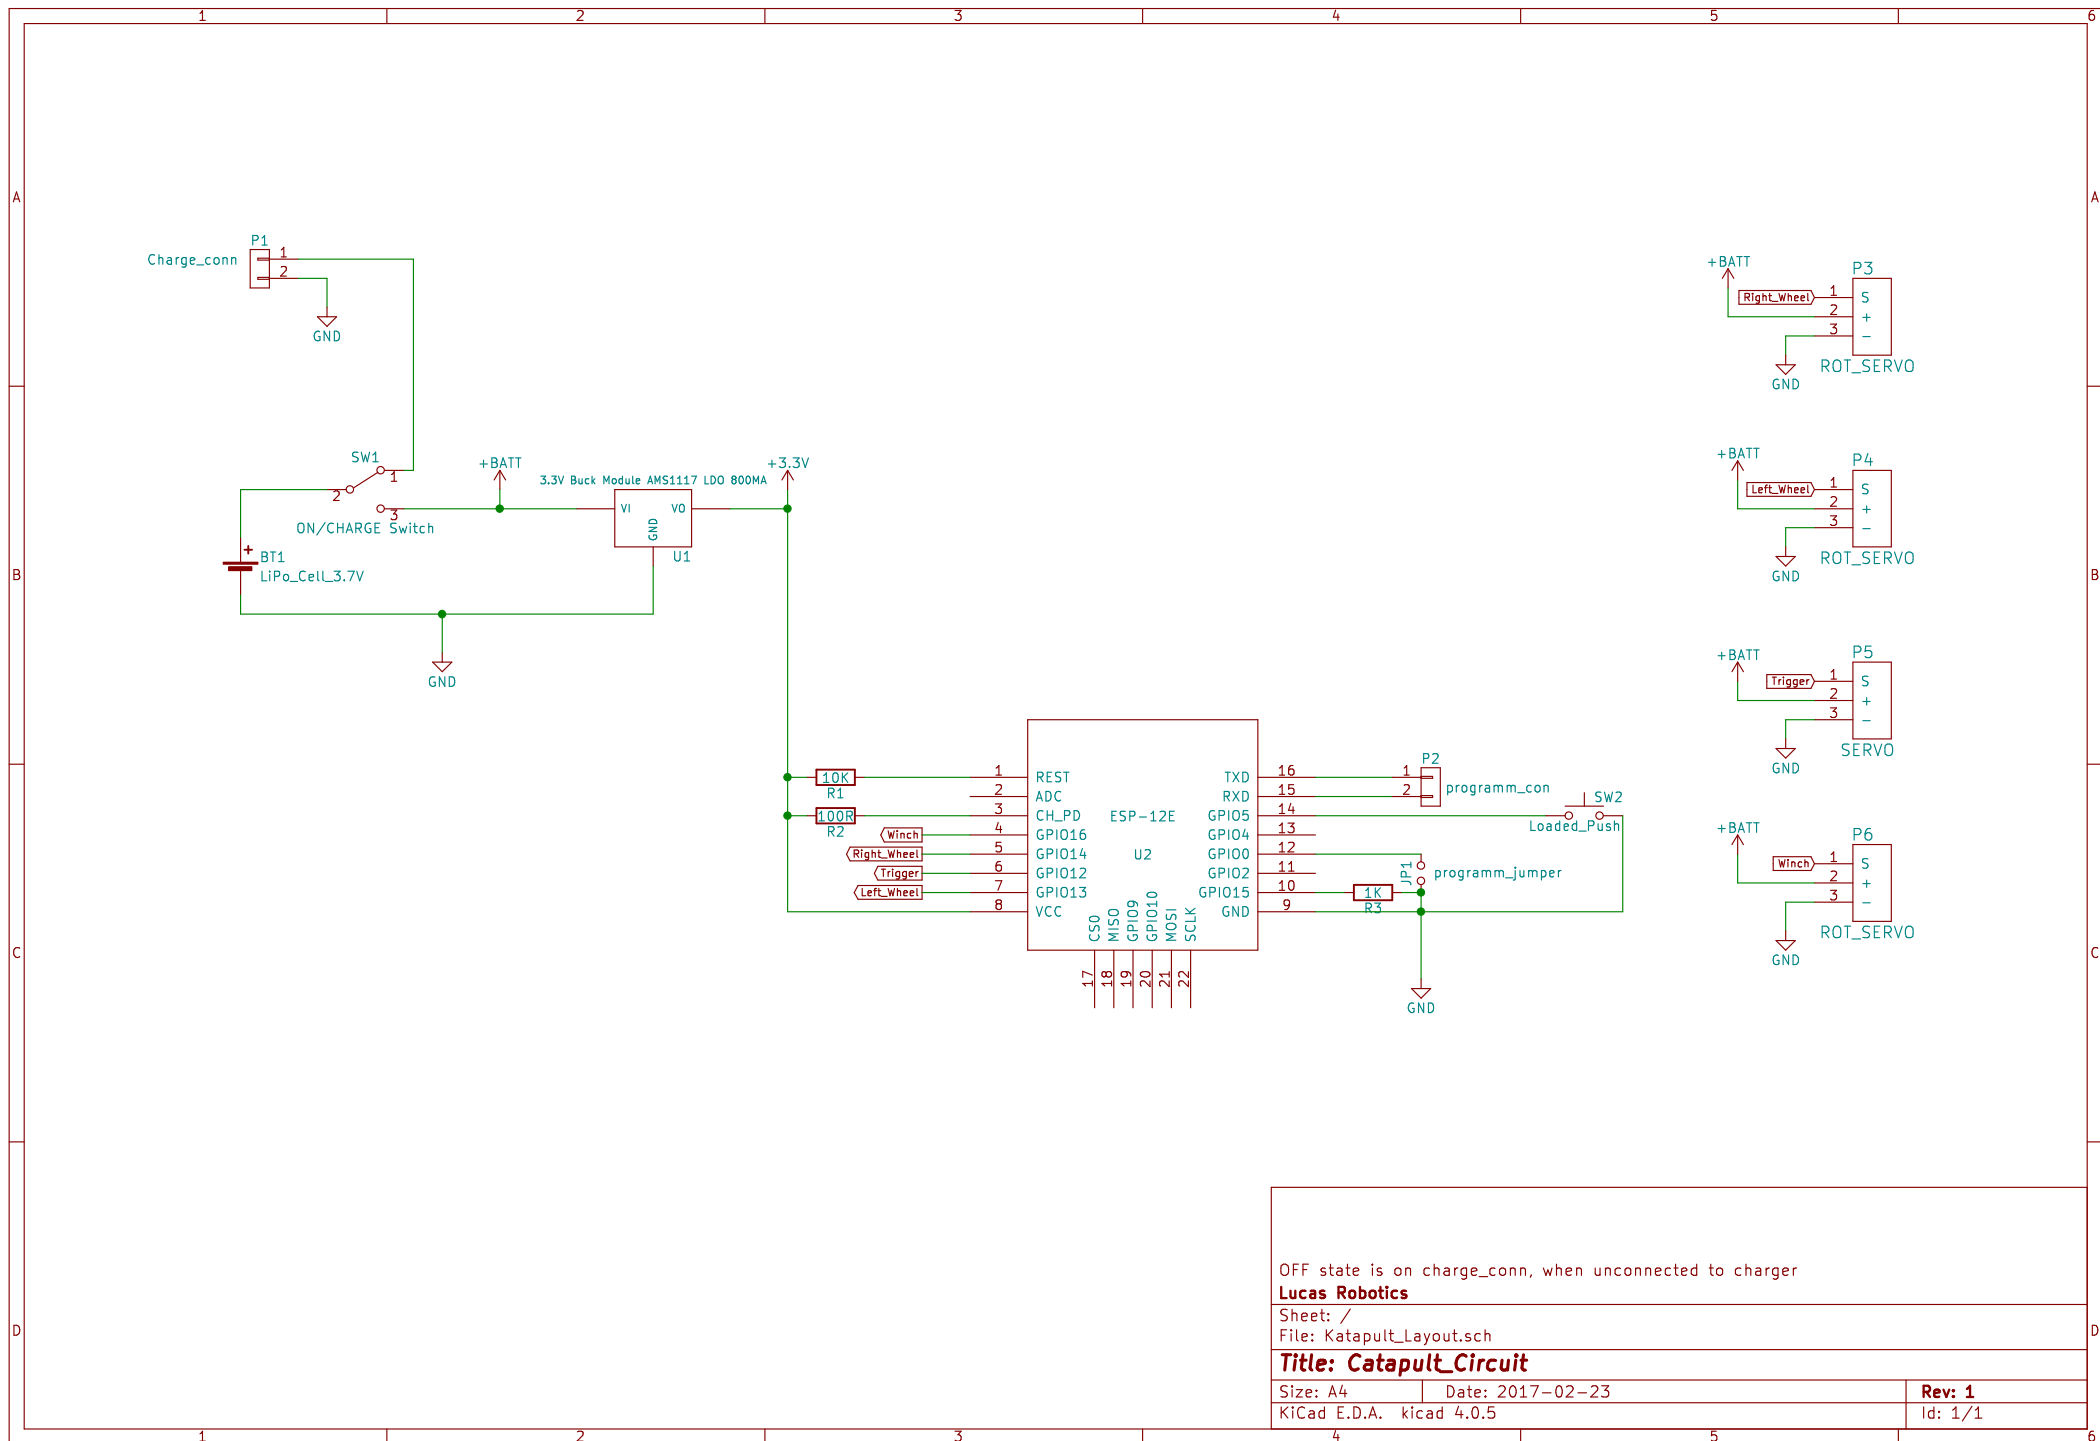 1 2 3 4 5 6
A A
P1
Charge_conn
1
2
GND
SW1
1
2
3
ON/CHARGE Switch
+BATT
3.3V Buck Module AMS1117 LDO 800MA
VI
VO
GND
U1
+3.3V
+
BT1
LiPo_Cell_3.7V
GND
B B
10K
R1
100R
R2
Winch
Right_Wheel
Trigger
Left_Wheel
1 REST
2 ADC
3 CH_PD
4 GPIO16
5 GPIO14
6 GPIO12
7 GPIO13
8 VCC
ESP-12E
U2
TXD 16
RXD 15
GPIO5 14
GPIO4 13
GPIO0 12
GPIO2 11
GPIO15 10
GND 9
CS0
MISO
GPIO9
GPIO10
MOSI
SCLK
17
18
19
20
21
22
P2
1
2
programm_con
SW2
Loaded_Push
JP1
programm_jumper
1K
R3
GND
+BATT
P3
Right_Wheel 1 S
2 +
3 -
GND
ROT_SERVO
+BATT
P4
Left_Wheel 1 S
2 +
3 -
GND
ROT_SERVO
+BATT
P5
Trigger 1 S
2 +
3 -
GND
SERVO
+BATT
P6
Winch 1 S
2 +
3 -
GND
ROT_SERVO
C C
D D
OFF state is on charge_conn, when unconnected to charger
Lucas Robotics
Sheet: /
File: Katapult_Layout.sch
Title: Catapult_Circuit
Size: A4 Date: 2017-02-23 Rev: 1
KiCad E.D.A. kicad 4.0.5 Id: 1/1
1 2 3 4 5 6